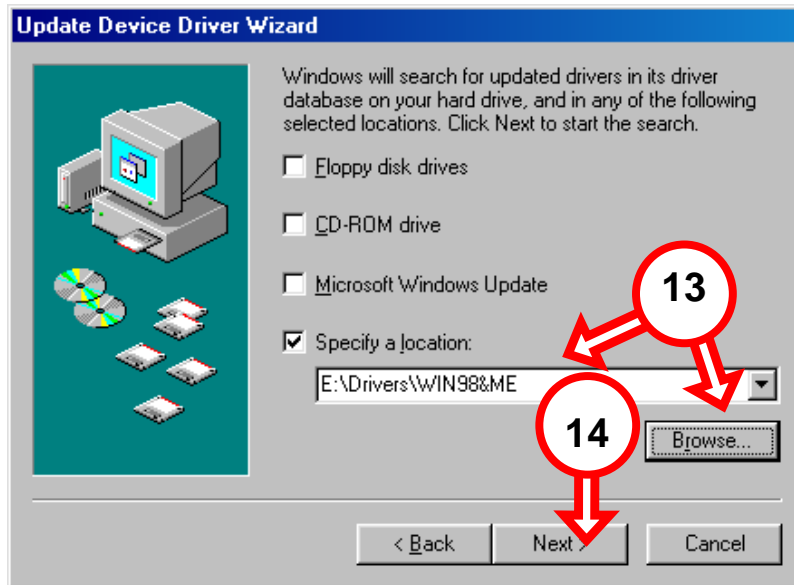 Update Device Driver Wizard
Windows will search for updated drivers in its driver
database on your hard drive, and in any of the following
selected locations. Click Next to start the search.
Floppy disk drives
CD-ROM drive
Microsoft Windows Update
13
Specify a location:
E:\Drivers\WIN98&ME
14
Browse...
< Back
Next >
Cancel